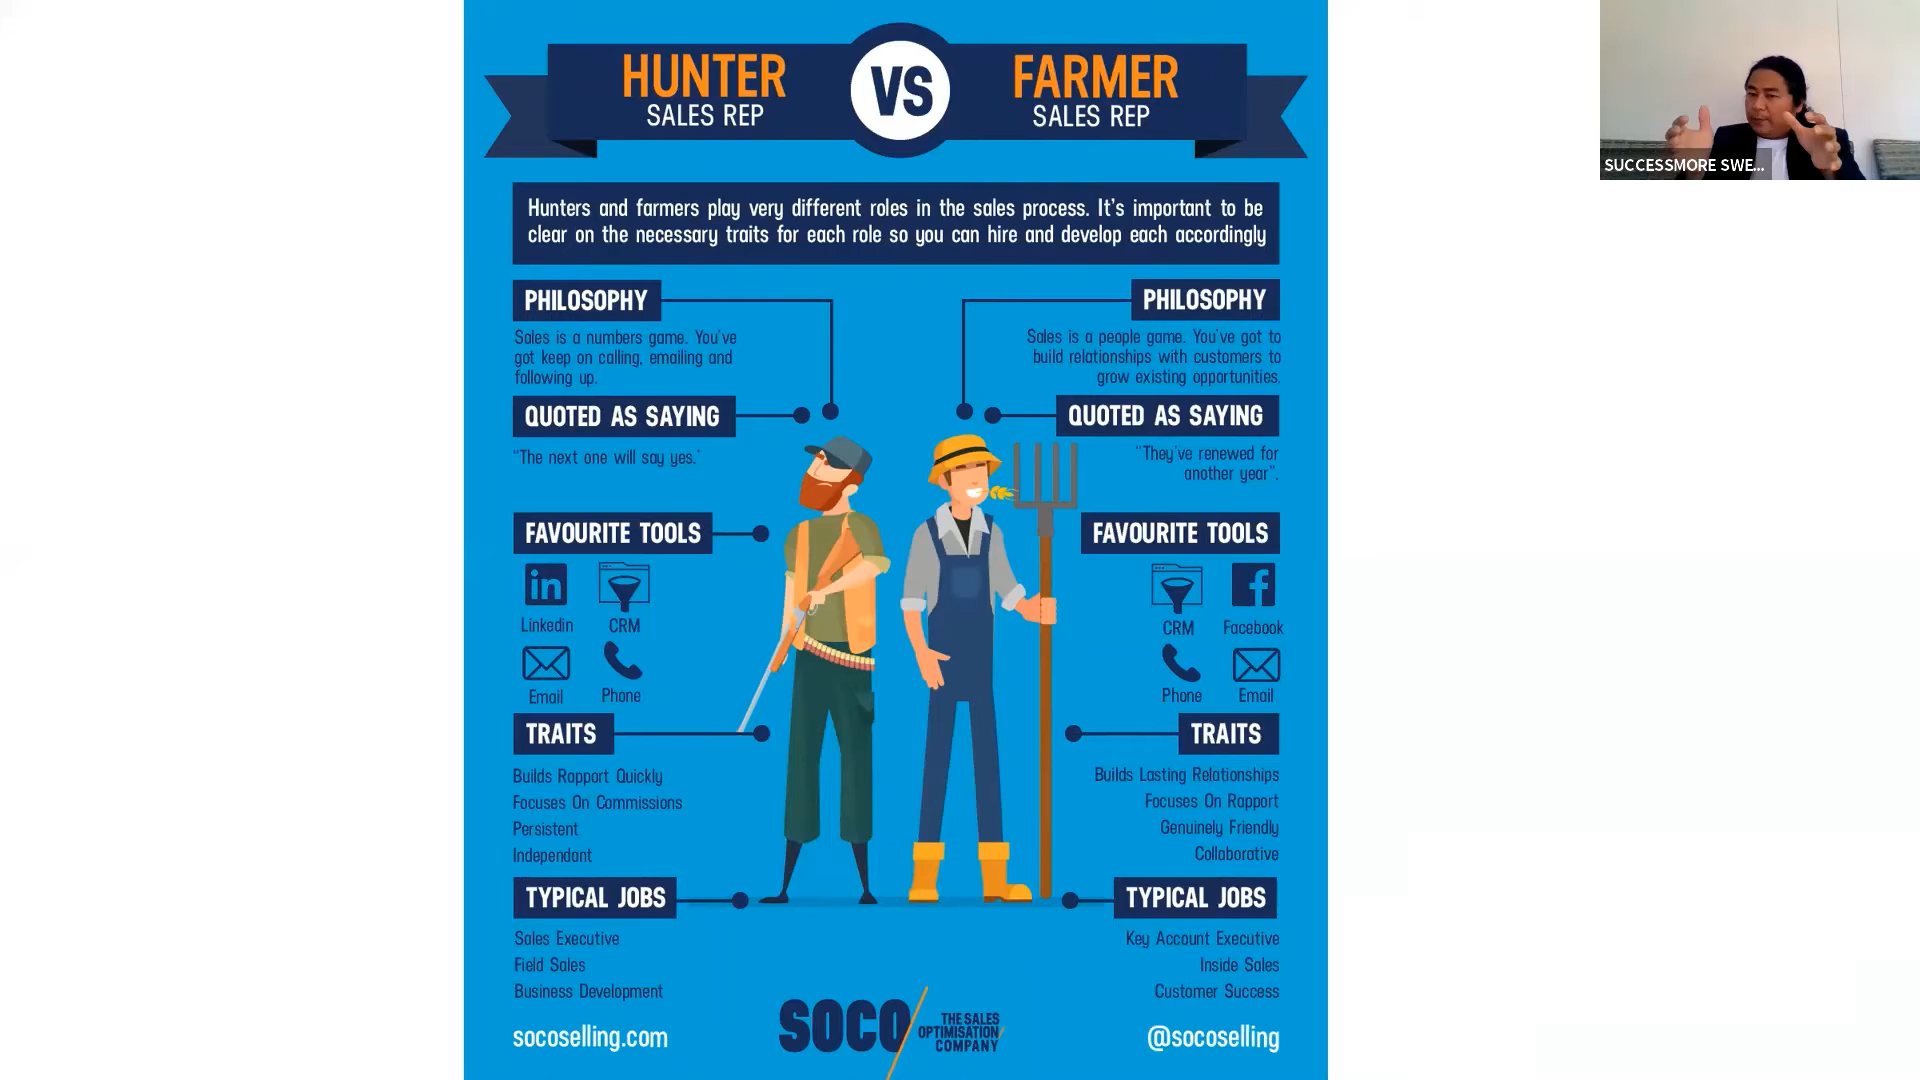 HUNTER
SALES REP
VS
FARMER
SALES REP
Hunters and farmers play very different roles in the sales process. It's important to be
clear on the necessary traits for each role so you can hire and develop each accordingly
PHILOSOPHY
Sales is a numbers game. You've
got keep on calling, emailing and
following up.
QUOTED AS SAYING
"The next one will say yes.'
FAVOURITE TOOLS
in
Linkedin
CRM
Email
Phone
TRAITS
Builds Rapport Quickly
Focuses On Commissions
Persistent
Independant
TYPICAL JOBS
Sales Executive
Field Sales
Business Development
socoselling.com
PHILOSOPHY
Sales is a people game. You've got to
build relationships with customers to
grow existing opportunities.
QUOTED AS SAYING
"They've renewed for
another year".
FAVOURITE TOOLS
f
CRM
Facebook
Phone
Email
TRAITS
Builds Lasting Relationships
Focuses On Rapport
Genuinely Friendly
Collaborative
TYPICAL JOBS
Key Account Executive
Inside Sales
Customer Success
SOCO
THE SALES
OPTIMISATION
COMPANY
@socoselling
SUCCESSMORE SWE...